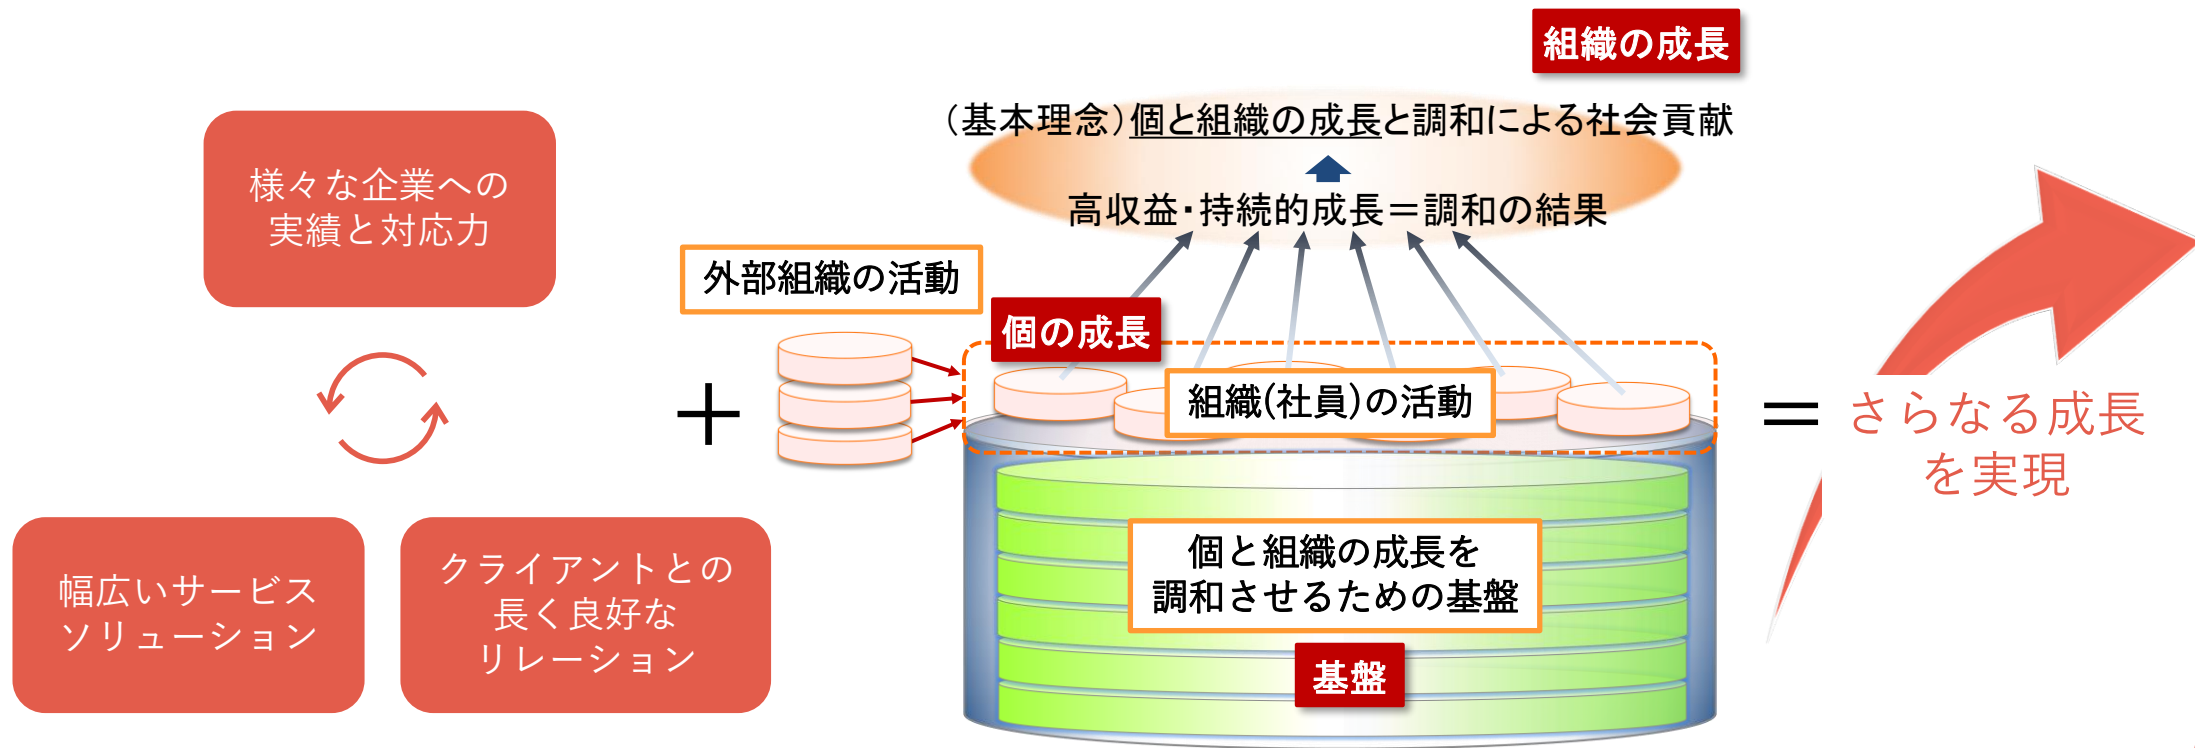 様々な企業への
実績と対応力
幅広いサービス
ソリューション
クライアントとの
長く良好な
リレーション
＋
組織の成長
（基本理念）個と組織の成長と調和による社会貢献
高収益・持続的成長＝調和の結果
外部組織の活動
個の成長
組織(社員)の活動
個と組織の成長を
調和させるための基盤
基盤
＝
さらなる成長
を実現